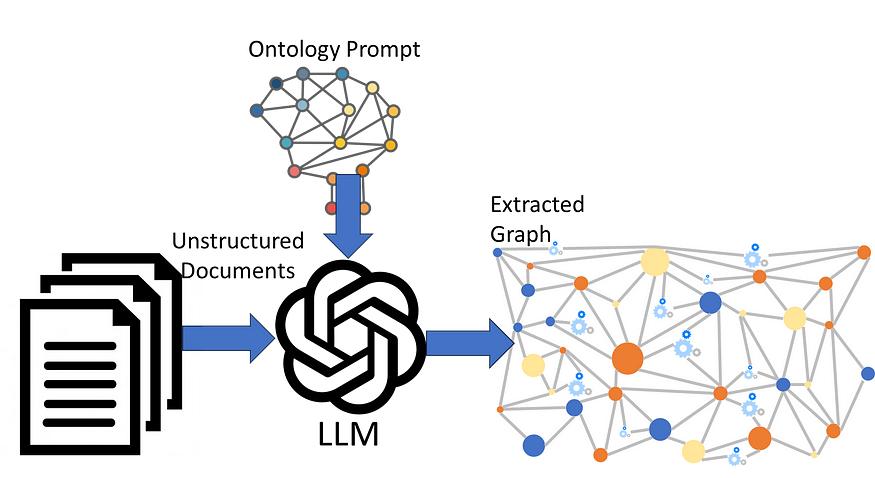 Ontology Prompt
Unstructured
Documents
Extracted
Graph
LLM